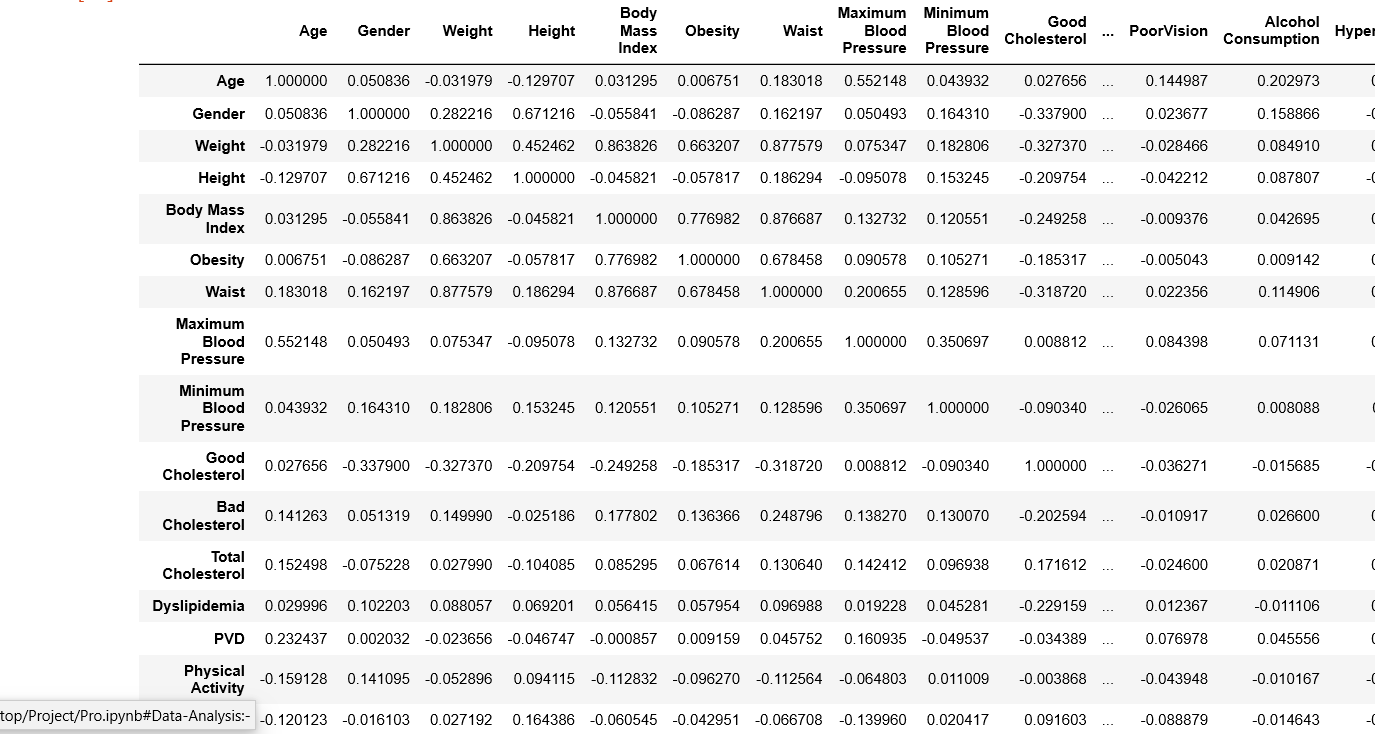 Age Gender Weight Height Body Mass Index Obesity Waist Maximum Blood Pressure Minimum Blood Pressure Good Cholesterol ... PoorVision Alcohol Consumption
Age 1.000000 0.050836 -0.031979 -0.129707 0.031295 0.006751 0.183018 0.552148 0.043932 0.027656 ... 0.144987 0.202973
Gender 0.050836 1.000000 0.282216 0.671216 -0.055841 -0.086287 0.162197 0.050493 0.164310 -0.337900 ... 0.023677 0.158866
Weight -0.031979 0.282216 1.000000 0.452462 0.863826 0.663207 0.877579 0.075347 0.182806 -0.327370 ... -0.028466 0.084910
Height -0.129707 0.671216 0.452462 1.000000 -0.045821 -0.057817 0.186294 -0.095078 0.153245 -0.209754 ... -0.042212 0.087807
Body Mass Index 0.031295 -0.055841 0.863826 -0.045821 1.000000 0.776982 0.876687 0.132732 0.120551 -0.249258 ... -0.009376 0.042695
Obesity 0.006751 -0.086287 0.663207 -0.057817 0.776982 1.000000 0.678458 0.090578 0.105271 -0.185317 ... -0.005043 0.009142
Waist 0.183018 0.162197 0.877579 0.186294 0.876687 0.678458 1.000000 0.200655 0.128596 -0.318720 ... 0.022356 0.114906
Maximum Blood Pressure 0.552148 0.050493 0.075347 -0.095078 0.132732 0.090578 0.200655 1.000000 0.350697 0.008812 ... 0.084398 0.071131
Minimum Blood Pressure 0.043932 0.164310 0.182806 0.153245 0.120551 0.105271 0.128596 0.350697 1.000000 -0.090340 ... -0.026065 0.008088
Good Cholesterol 0.027656 -0.337900 -0.327370 -0.209754 -0.249258 -0.185317 -0.318720 0.008812 -0.090340 1.000000 ... -0.036271 -0.015685
Bad Cholesterol 0.141263 0.051319 0.149990 -0.025186 0.177802 0.136366 0.248796 0.138270 0.130070 -0.202594 ... -0.010917 0.026600
Total Cholesterol 0.152498 -0.075228 0.027990 -0.104085 0.085295 0.067614 0.130640 0.142412 0.096938 0.171612 ... -0.024600 0.020871
Dyslipidemia 0.029996 0.102203 0.088057 0.069201 0.056415 0.057954 0.096988 0.019228 0.045281 -0.229159 ... 0.012367 -0.011106
PVD 0.232437 0.002032 -0.023656 -0.046747 -0.000857 0.009159 0.045752 0.160935 -0.049537 -0.034389 ... 0.076978 0.045556
Physical Activity -0.159128 0.141095 -0.052896 0.094115 -0.112832 -0.096270 -0.112564 -0.064803 0.011009 -0.003868 ... -0.043948 -0.010167
top/Project/Pro.ipynb#Data-Analysis:-
-0.120123 -0.016103 0.027192 0.164386 -0.060545 -0.042951 -0.066708 -0.139960 0.020417 0.091603 ... -0.088879 -0.014643